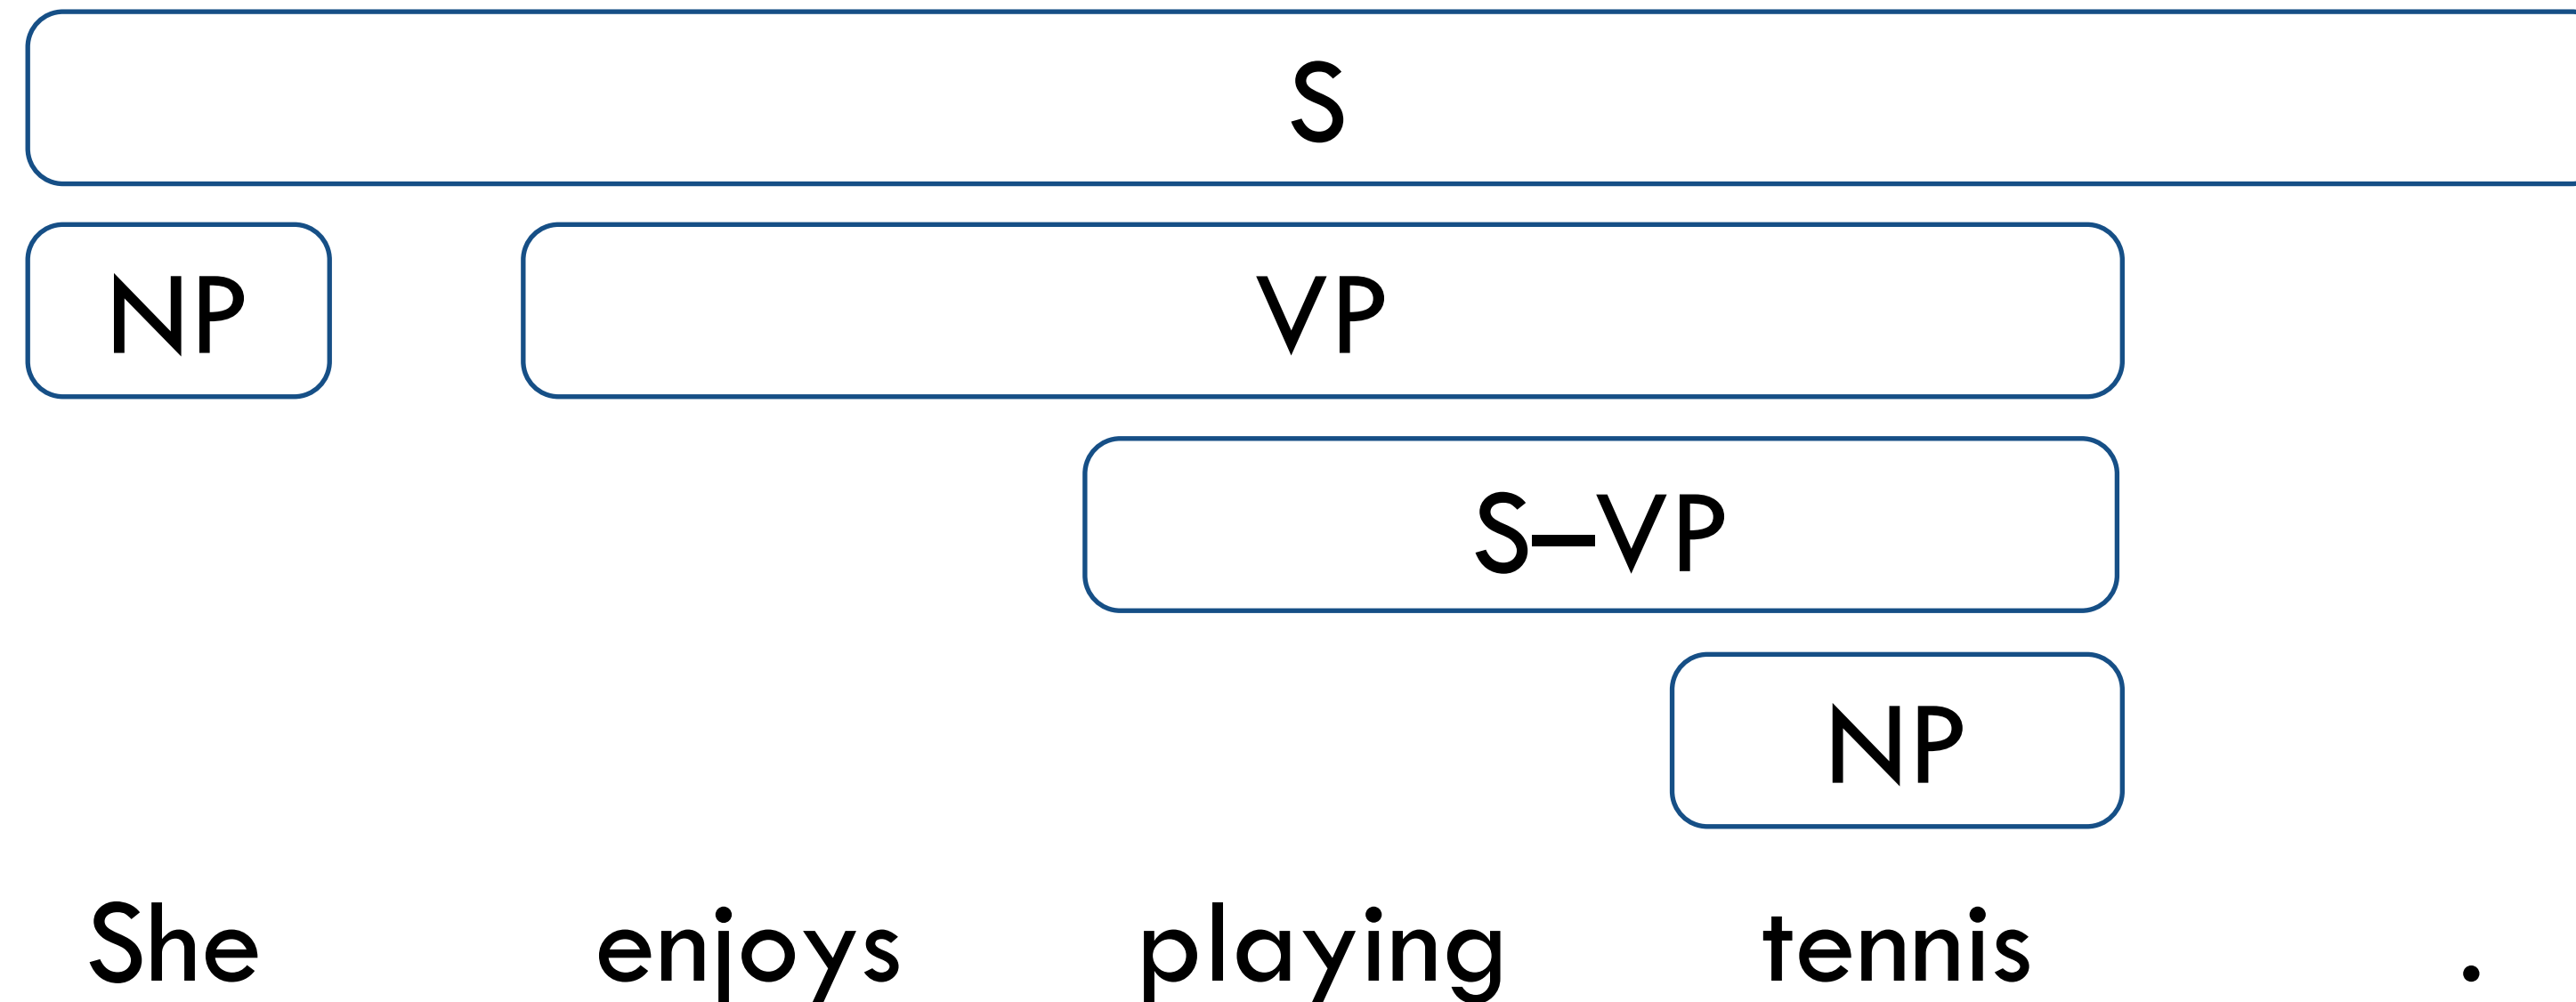 S
NP VP
S–VP
NP
She enjoys playing tennis .